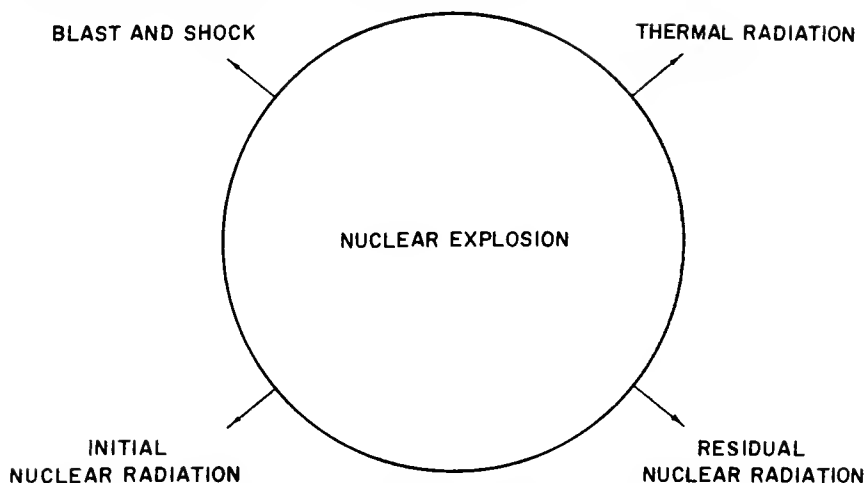 BLAST AND SHOCK
THERMAL RADIATION
NUCLEAR EXPLOSION
INITIAL
NUCLEAR RADIATION
RESIDUAL
NUCLEAR RADIATION